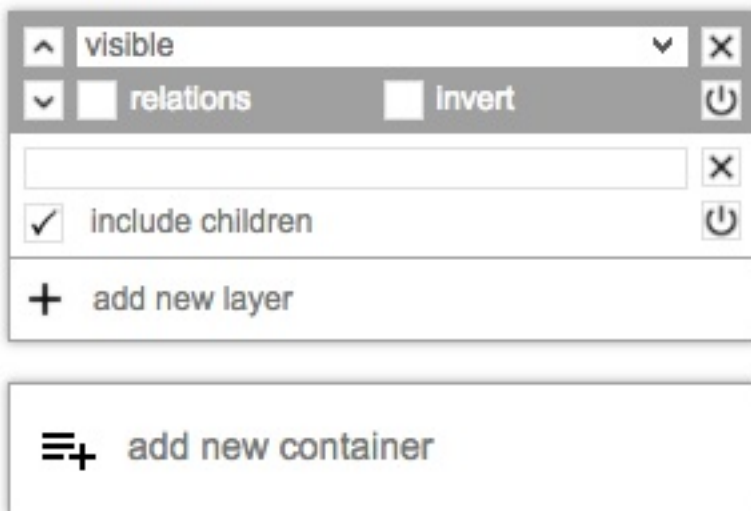 visible
relations invert
include children
add new layer
add new container